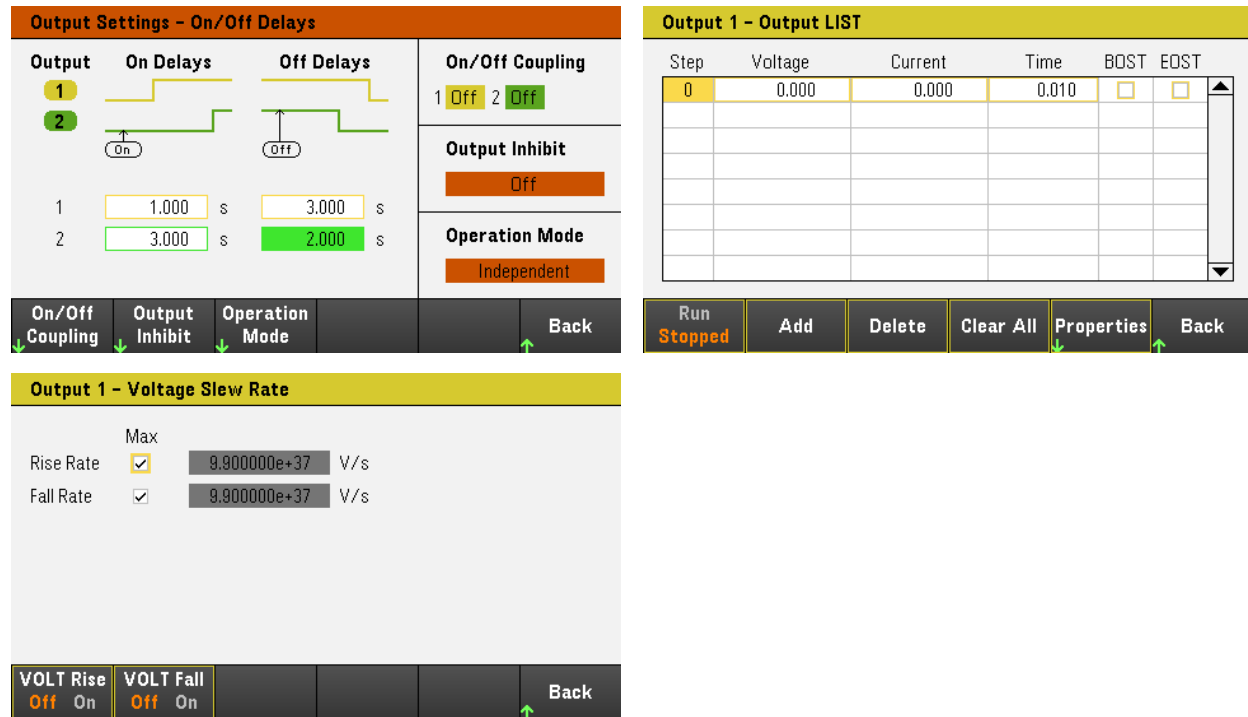 Output Settings - On/Off Delays
Output On Delays Off Delays
1
2
On Off
1 1.000 s 3.000 s
2 3.000 s 2.000 s
On/Off Coupling
1 Off 2 Off
Output Inhibit
Off
Operation Mode
Independent
On/Off Coupling Output Inhibit Operation Mode Back
Output 1 - Output LIST
Step Voltage Current Time BOST EOST
0 0.000 0.000 0.010
Run Stopped Add Delete Clear All Properties Back
Output 1 - Voltage Slew Rate
Max
Rise Rate 9.900000e+37 V/s
Fall Rate 9.900000e+37 V/s
VOLT Rise VOLT Fall
Off On Off On Back